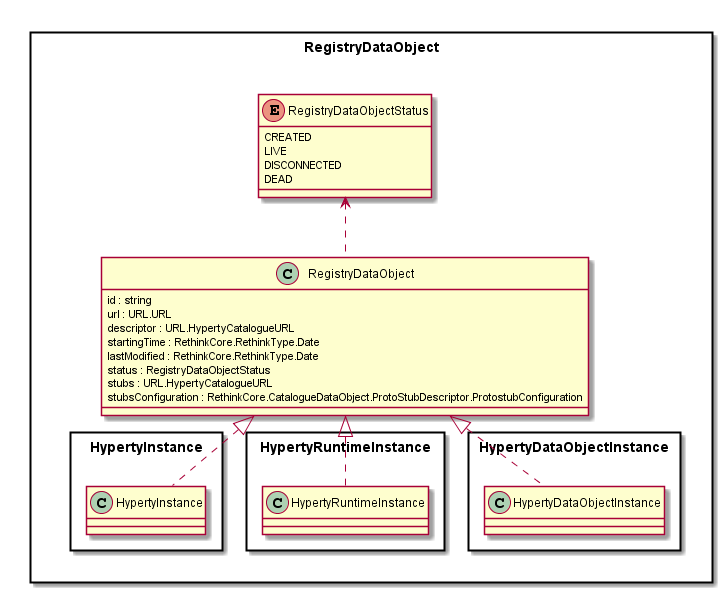 RegistryDataObject
E RegistryDataObjectStatus
CREATED
LIVE
DISCONNECTED
DEAD
C RegistryDataObject
id : string
url : URL.URL
descriptor : URL.HypertyCatalogueURL
startingTime : RethinkCore.RethinkType.Date
lastModified : RethinkCore.RethinkType.Date
status : RegistryDataObjectStatus
stubs : URL.HypertyCatalogueURL
stubsConfiguration : RethinkCore.CatalogueDataObject.ProtoStubDescriptor.ProtostubConfiguration
HypertyInstance
C HypertyInstance
HypertyRuntimeInstance
C HypertyRuntimeInstance
HypertyDataObjectInstance
C HypertyDataObjectInstance